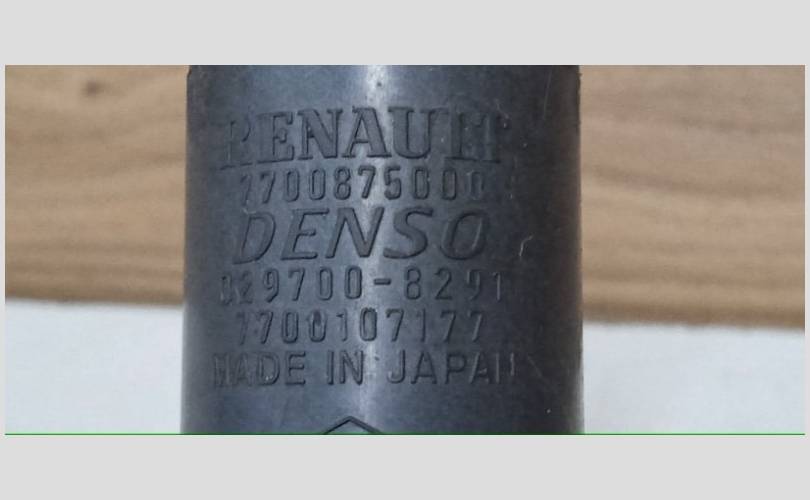 RENAULT
7700875000
DENSO
029700-8291
7700107177
MADE IN JAPAN